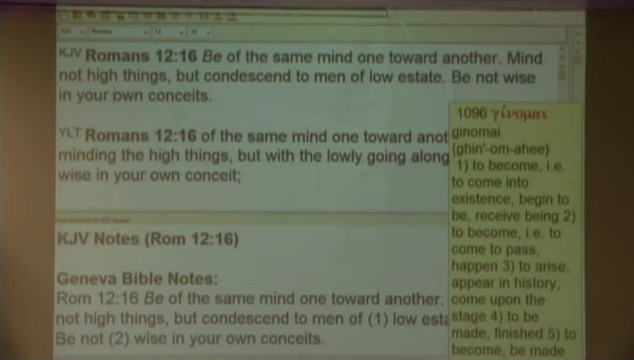 KJV Romans 12:16 Be of the same mind one toward another. Mind
not high things, but condescend to men of low estate. Be not wise
in your own conceits.
YLT Romans 12:16 of the same mind one toward anot
minding the high things, but with the lowly going along
wise in your own conceit;
KJV Notes (Rom 12:16)
Geneva Bible Notes:
Rom 12:16 Be of the same mind one toward another.
not high things, but condescend to men of (1) low esta
Be not (2) wise in your own conceits.
1096 γίνομαι
ginomai
{ghin'-om-ahee}
1) to become, i.e.
to come into
existence, begin to
be, receive being 2)
to become, i.e. to
come to pass,
happen 3) to arise,
appear in history,
come upon the
stage 4) to be
made, finished 5) to
become, be made